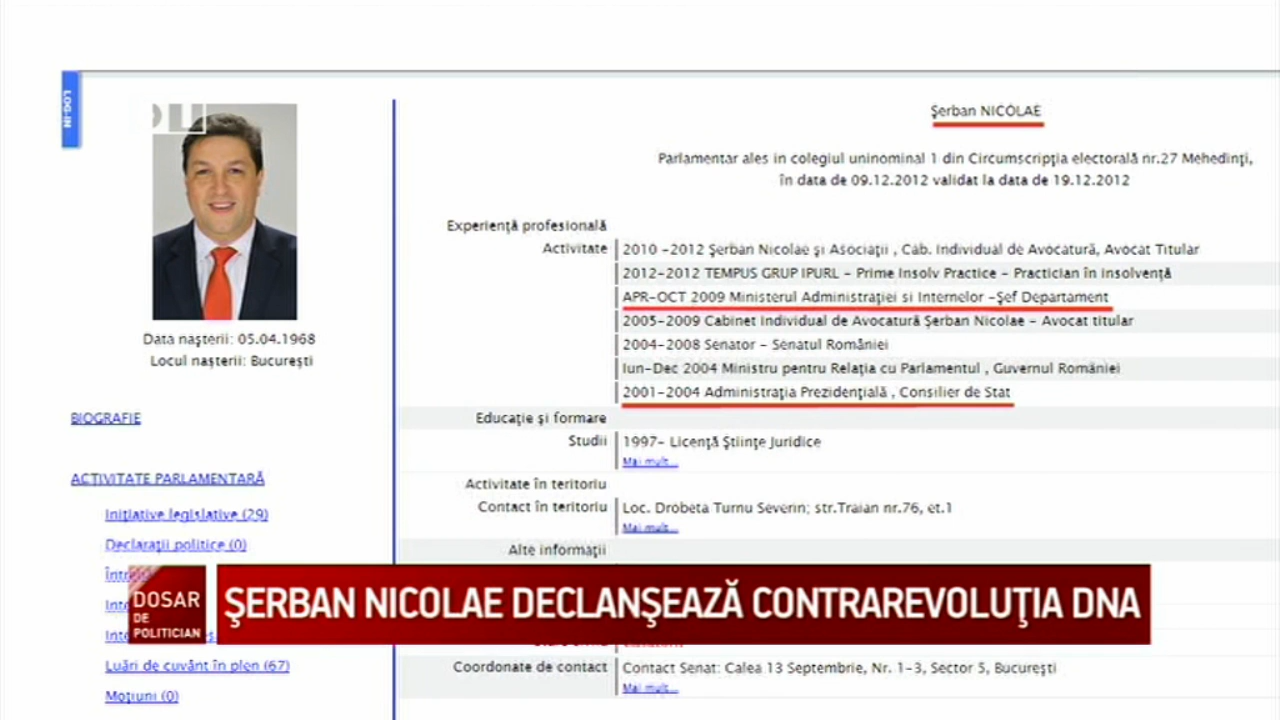 LOG-IN
Şerban NICOLAE
Parlamentar ales in colegiul uninominal 1 din Circumscripţia electorală nr.27 Mehedinţi,
în data de 09.12.2012 validat la data de 19.12.2012
Experienţă profesională
Activitate
2010 -2012 Şerban Nicolae şi Asociaţii , Cab. Individual de Avocatură, Avocat Titular
2012-2012 TEMPUS GRUP IPURL - Prime Insolv Practice - Practician în insolvenţă
APR-OCT 2009 Ministerul Administraţiei si Internelor -Şef Departament
2005-2009 Cabinet Individual de Avocatură Şerban Nicolae - Avocat titular
2004-2008 Senator - Senatul României
Iun-Dec 2004 Ministru pentru Relaţia cu Parlamentul , Guvernul României
2001-2004 Administraţia Prezidenţială , Consilier de Stat
Data naşterii: 05.04.1968
Locul naşterii: Bucureşti
BIOGRAFIE
ACTIVITATE PARLAMENTARĂ
Iniţiative legislative (29)
Declaraţii politice (0)
Educaţie şi formare
Studii
1997- Licenţă Ştiinţe Juridice
Mai mult...
Activitate în teritoriu
Contact în teritoriu
Loc. Drobeta Turnu Severin; str.Traian nr.76, et.1
Mai mult...
Alte informaţii
DOSAR
DE
POLITICIAN
ŞERBAN NICOLAE DECLANŞEAZĂ CONTRAREVOLUŢIA DNA
Luări de cuvânt în plen (67)
Moţiuni (0)
Coordonate de contact
Contact Senat: Calea 13 Septembrie, Nr. 1-3, Sector 5, Bucureşti
Mai mult...